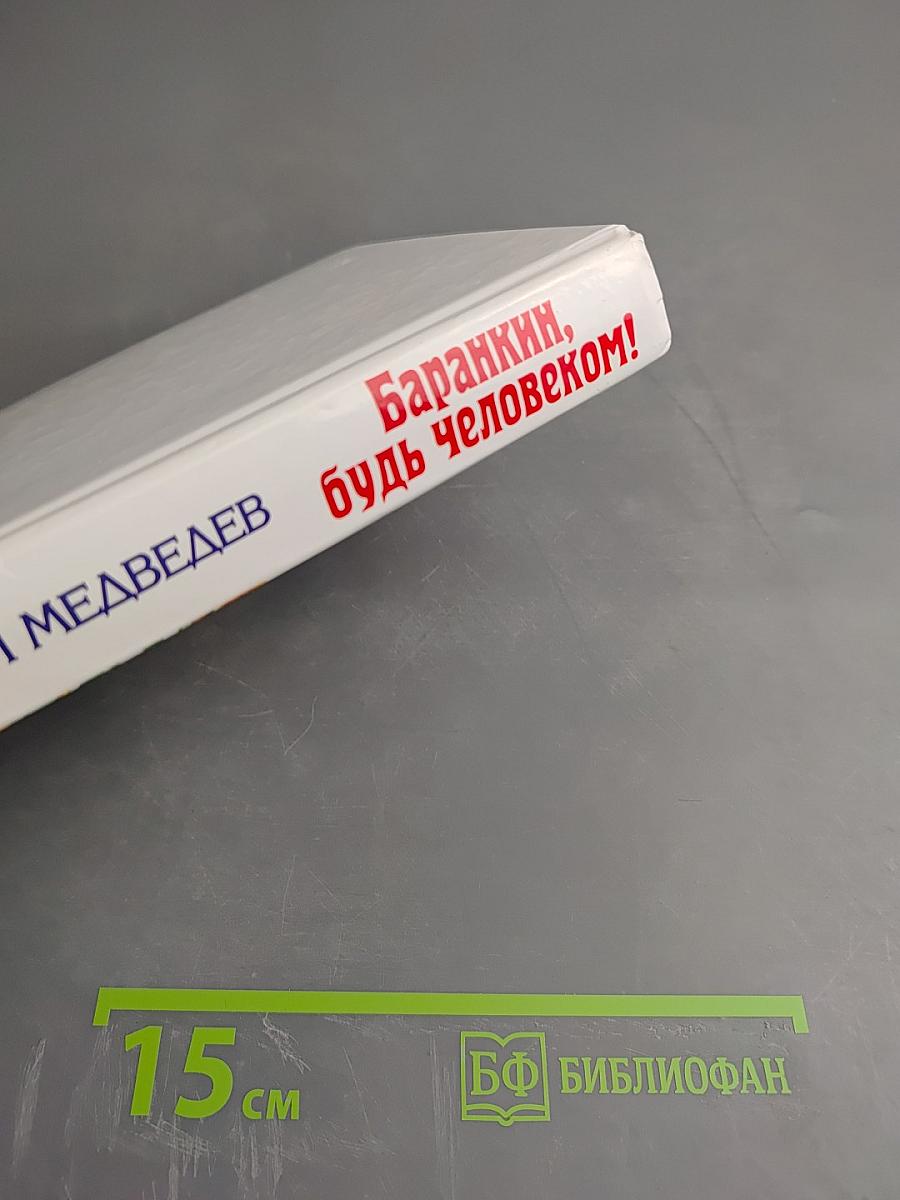 Баранкин,
будь человеком!
МЕДВЕДЕВ
15 см
БФ БИБЛИОФАН